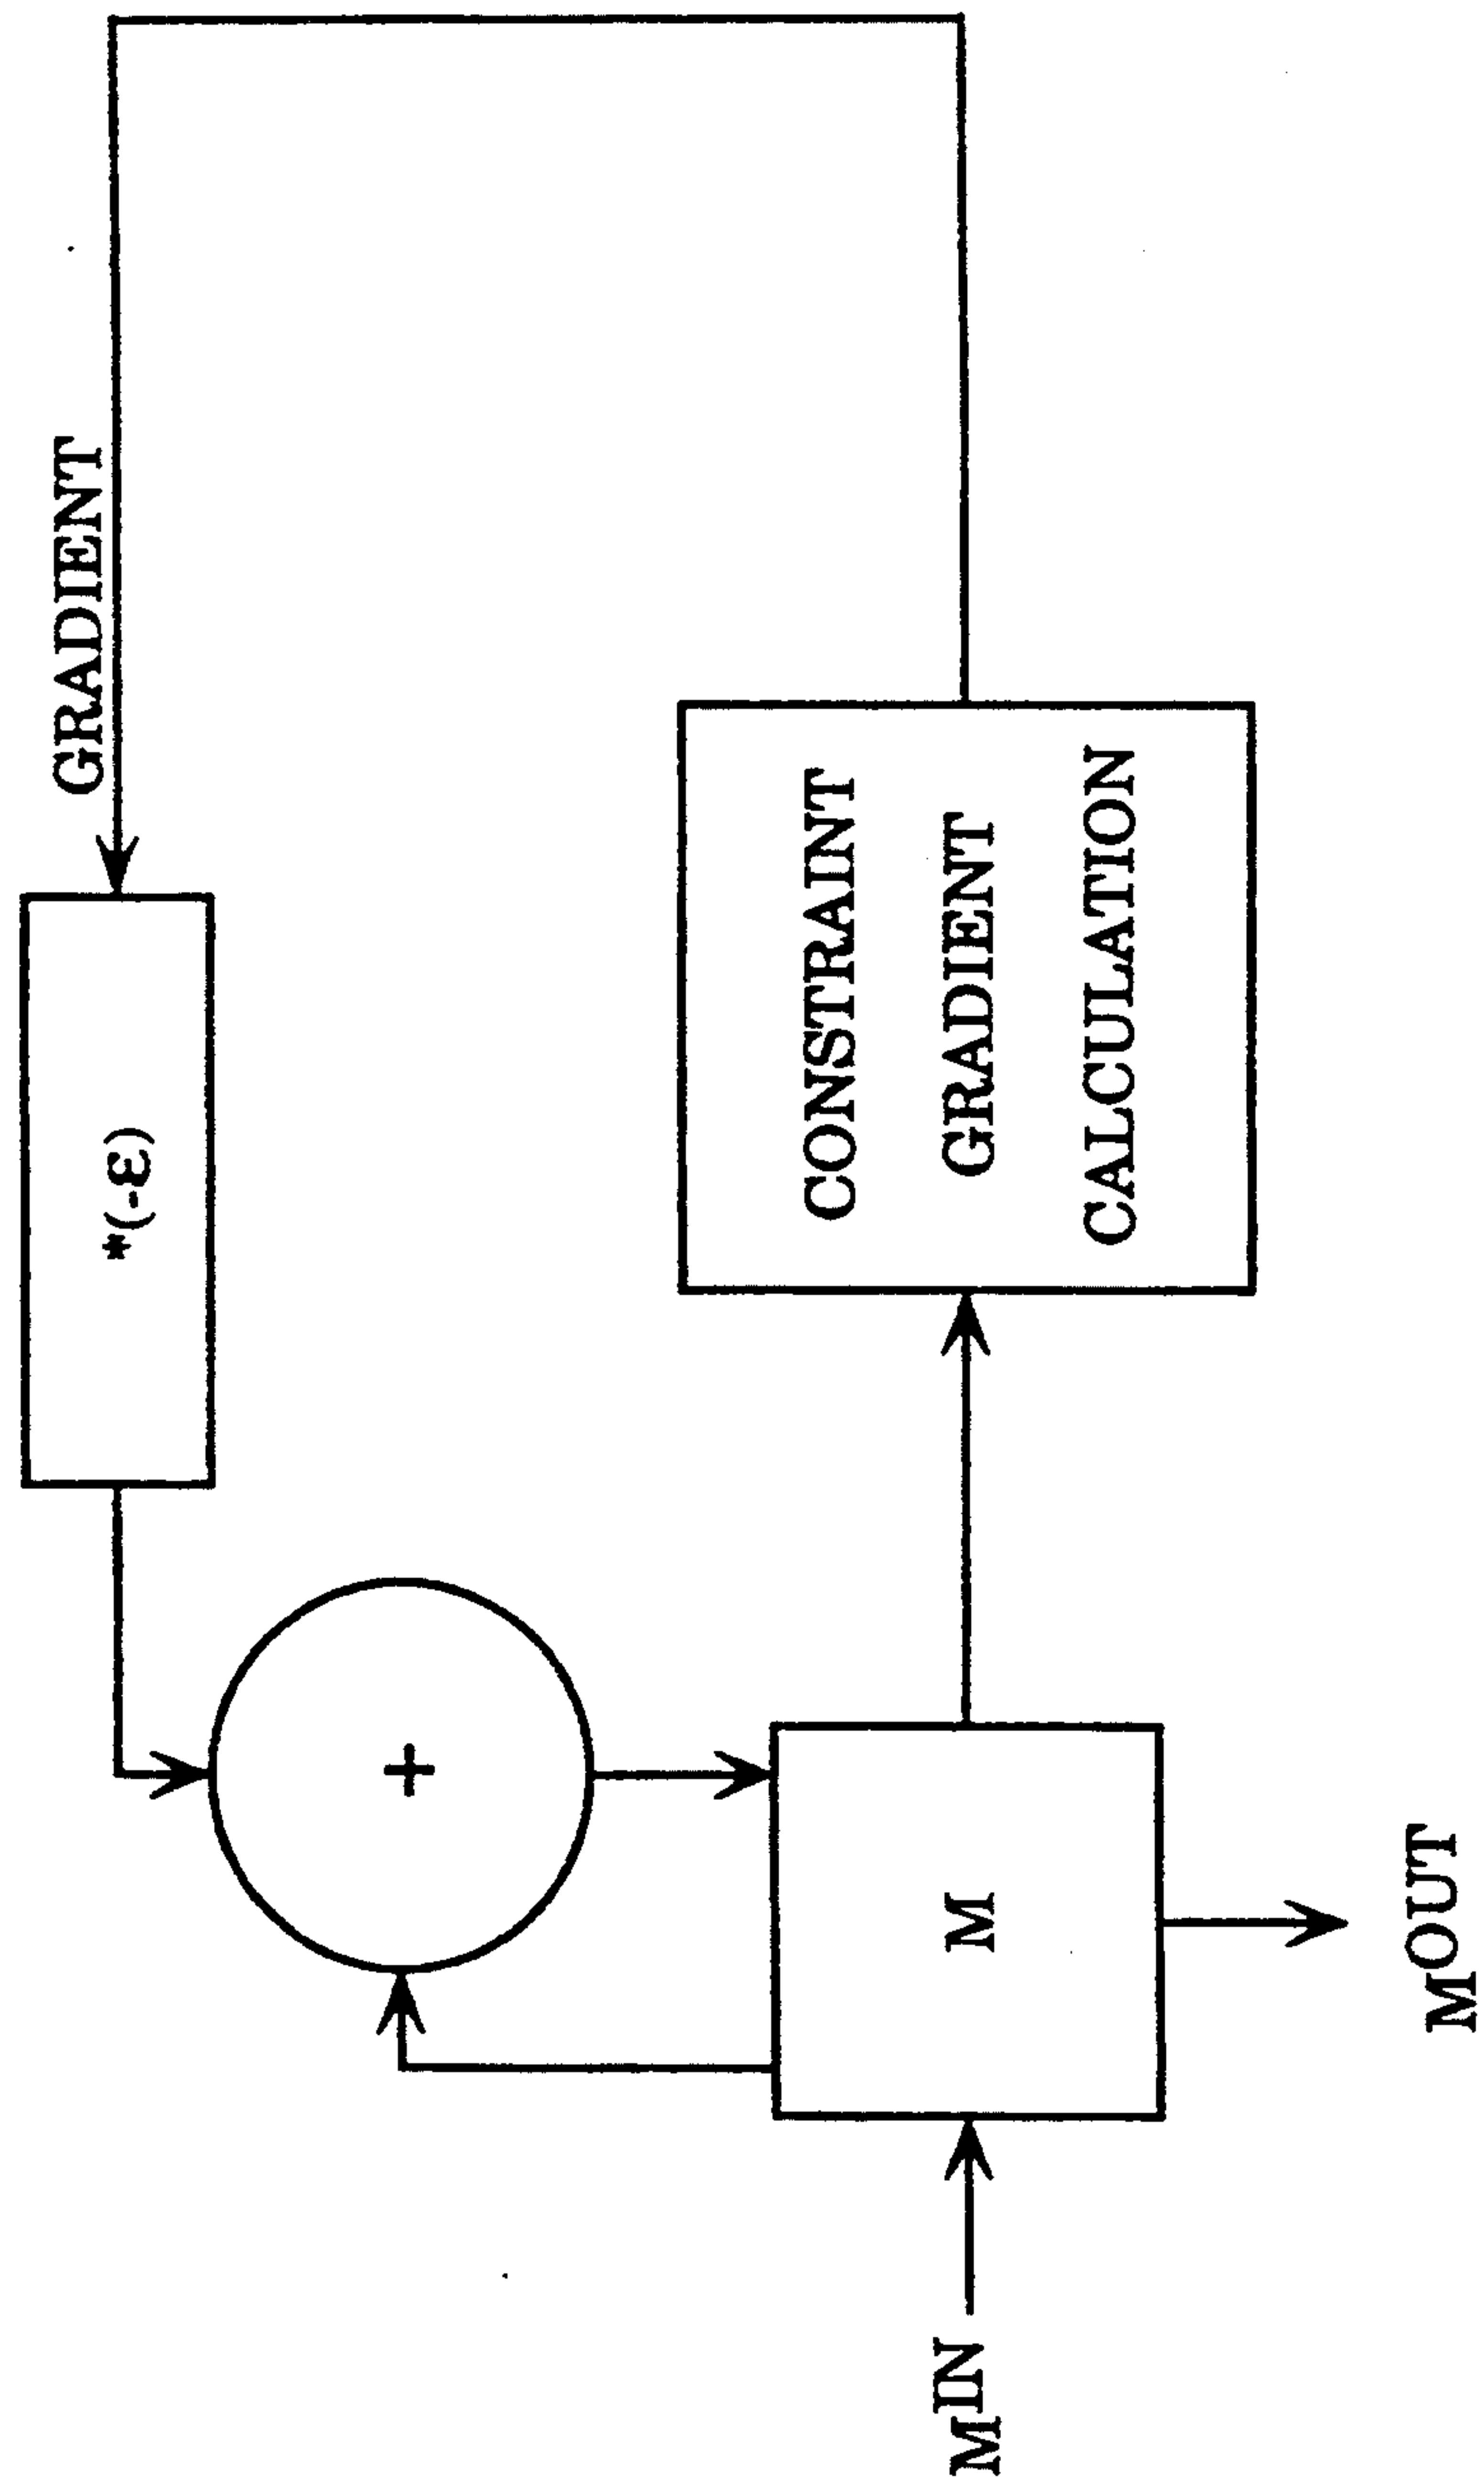 GRADIENT
*(-ε)
+
CONSTRAINT
GRADIENT
CALCULATION
M
M^IN
M^OUT